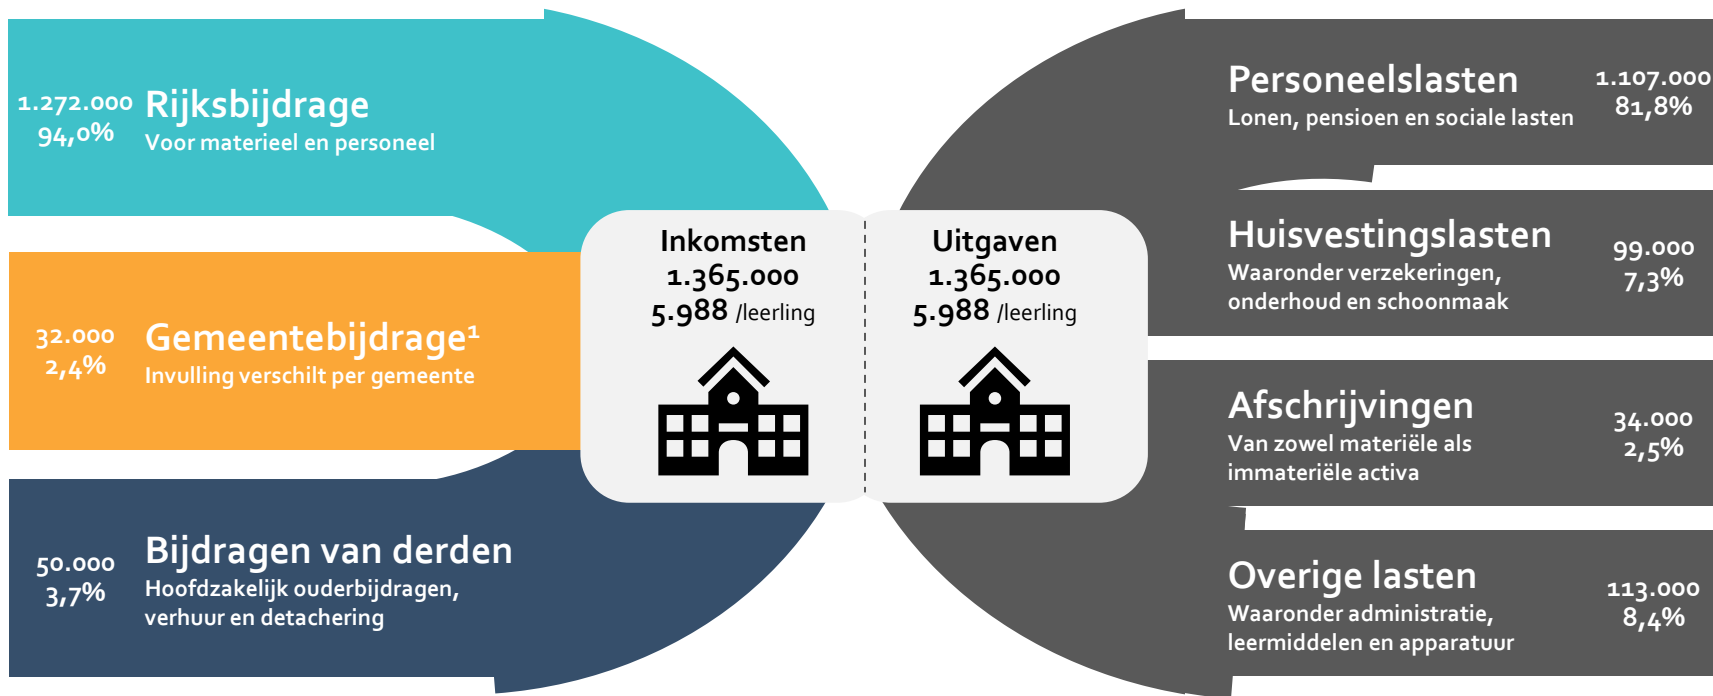 1.272.000
94,0%
Rijksbijdrage
Voor materieel en personeel
32.000
2,4%
Gemeentebijdrage¹
Invulling verschilt per gemeente
50.000
3,7%
Bijdragen van derden
Hoofdzakelijk ouderbijdragen,
verhuur en detachering
Inkomsten
1.365.000
5.988 /leerling
Uitgaven
1.365.000
5.988 /leerling
Personeelslasten
Lonen, pensioen en sociale lasten
1.107.000
81,8%
Huisvestingslasten
Waaronder verzekeringen,
onderhoud en schoonmaak
99.000
7,3%
Afschrijvingen
Van zowel materiële als
immateriële activa
34.000
2,5%
Overige lasten
Waaronder administratie,
leermiddelen en apparatuur
113.000
8,4%